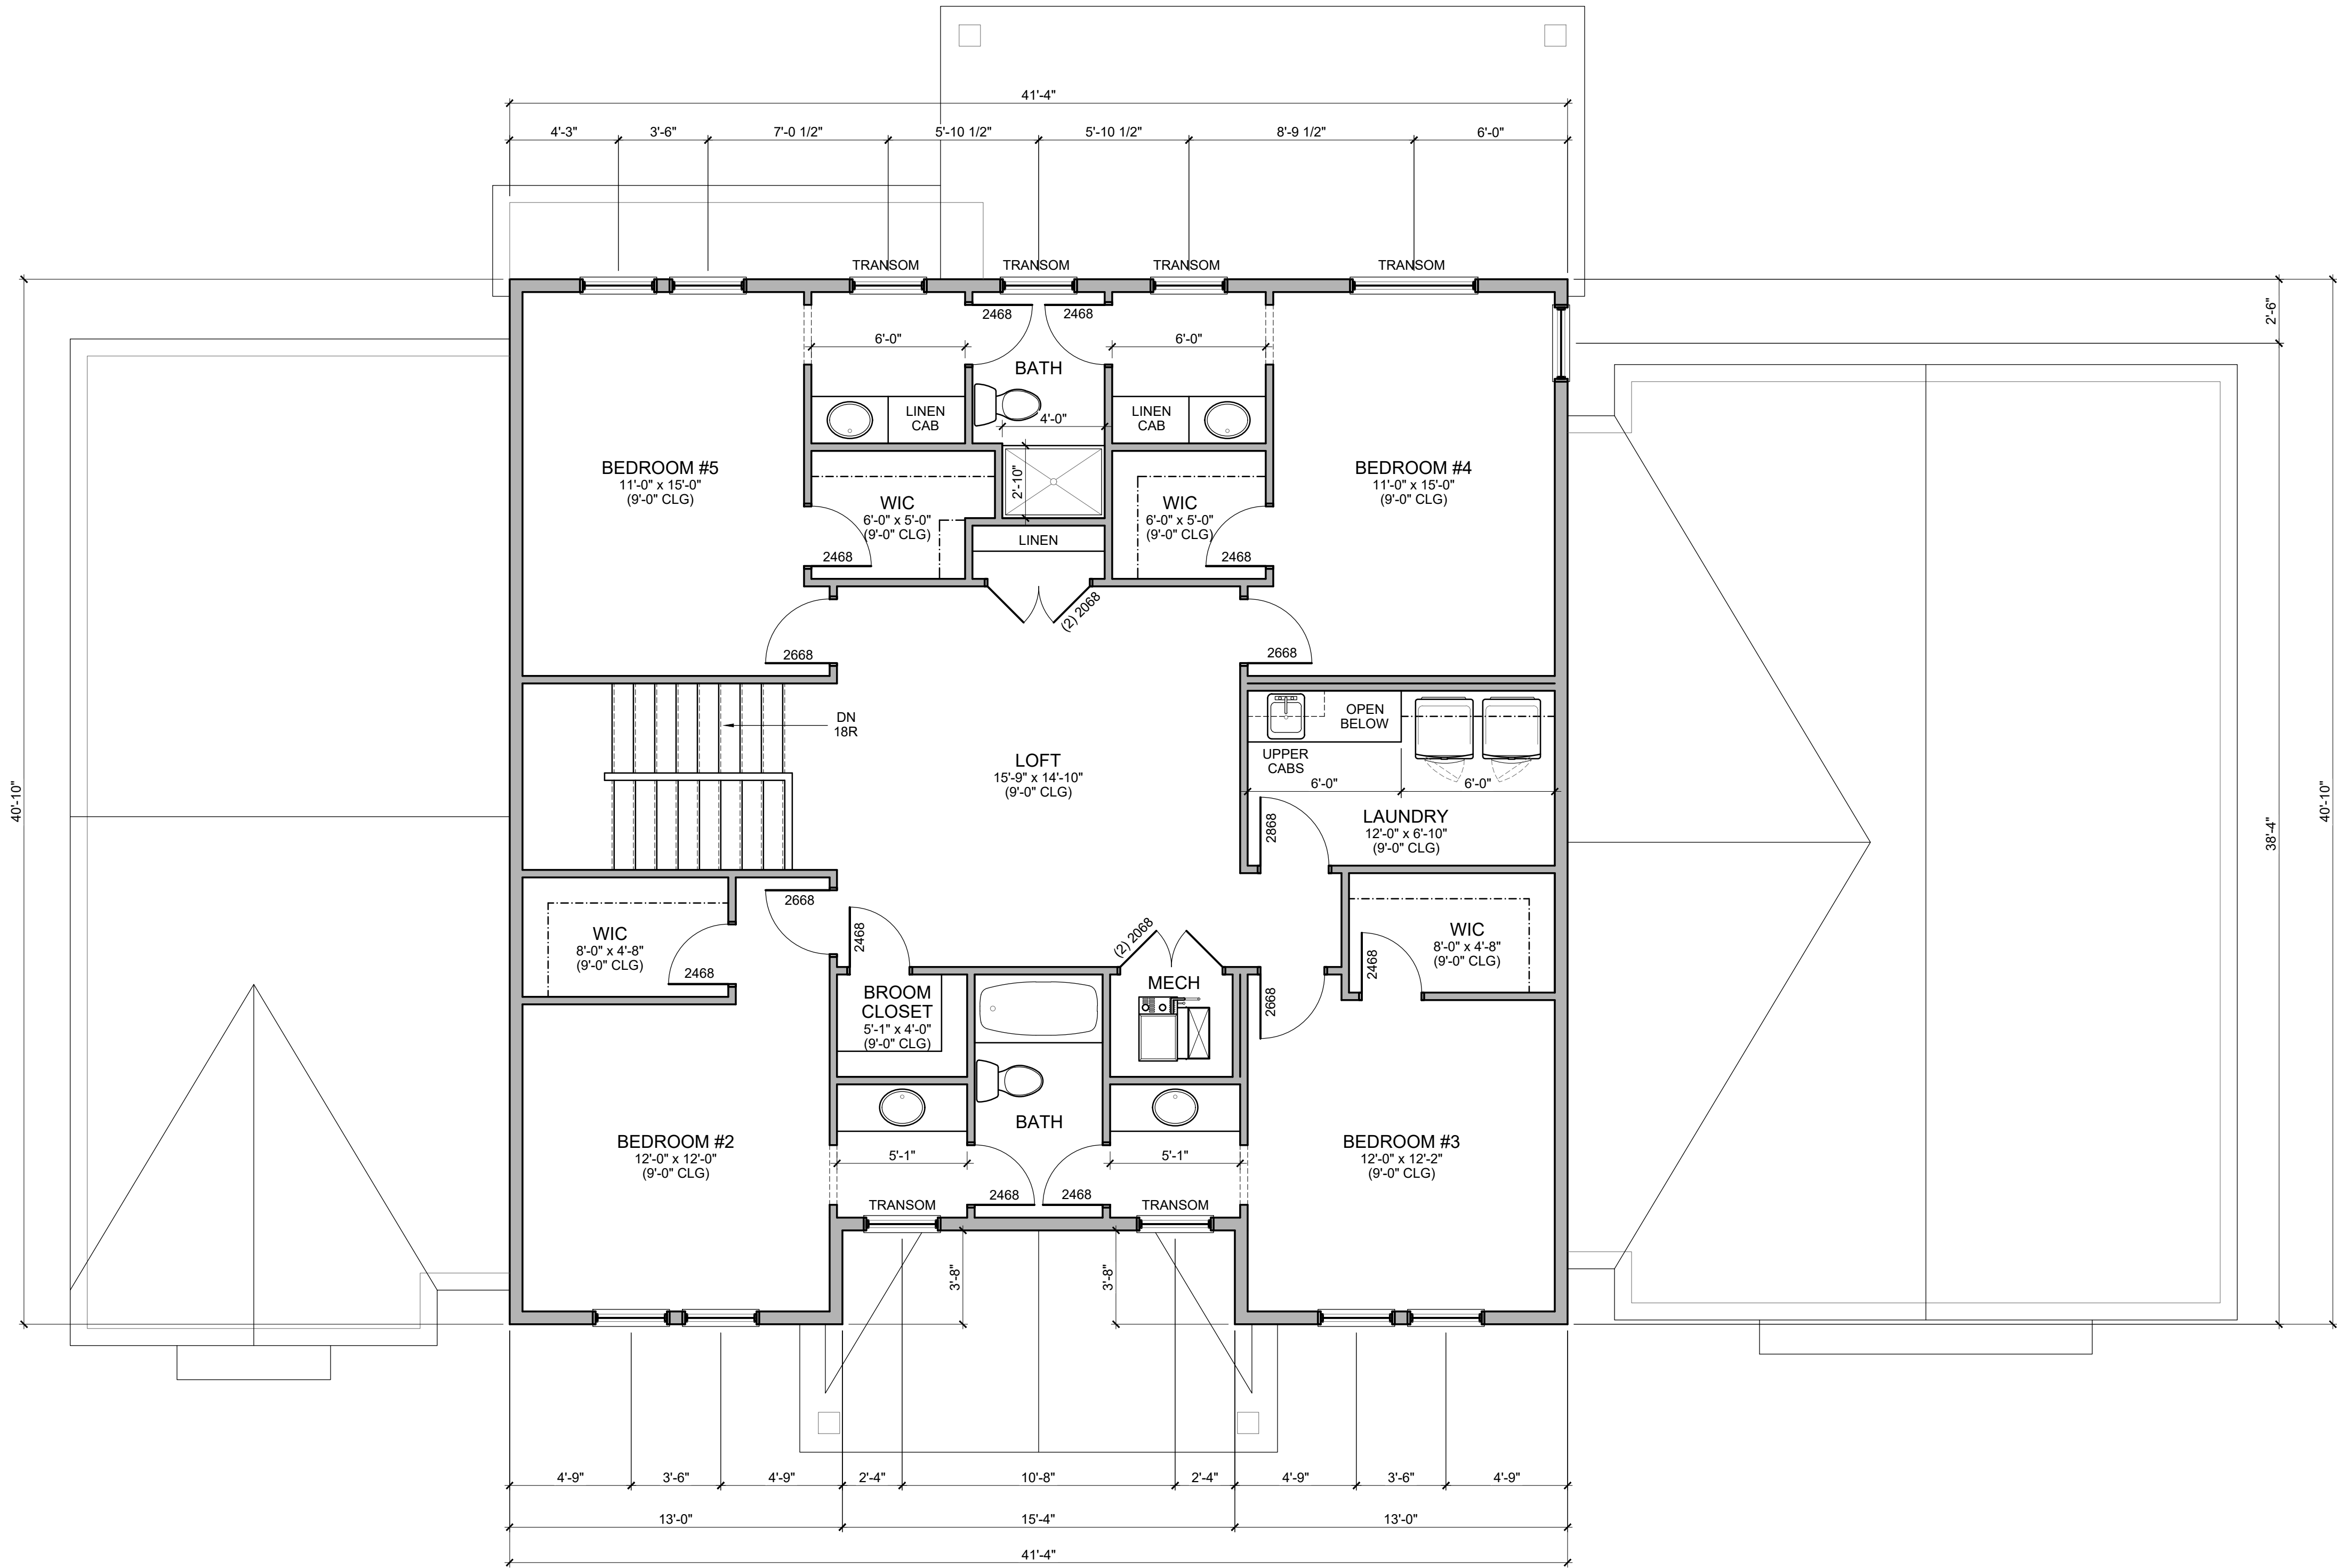 41'-4"
4'-3"
3'-6"
7'-0 1/2"
5'-10 1/2"
5'-10 1/2"
8'-9 1/2"
6'-0"
TRANSOM
TRANSOM
TRANSOM
TRANSOM
2'-6"
2468
2468
6'-0"
6'-0"
BATH
LINEN
CAB
4'-0"
LINEN
CAB
BEDROOM #5
11'-0" x 15'-0"
(9'-0" CLG)
2'-10"
BEDROOM #4
11'-0" x 15'-0"
(9'-0" CLG)
WIC
6'-0" x 5'-0"
(9'-0" CLG)
WIC
6'-0" x 5'-0"
(9'-0" CLG)
LINEN
2468
2468
(2) 2068
2668
2668
DN
18R
OPEN
BELOW
UPPER
CABS
LOFT
15'-9" x 14'-10"
(9'-0" CLG)
6'-0"
6'-0"
40'-10"
40'-10"
38'-4"
2868
LAUNDRY
12'-0" x 6'-10"
(9'-0" CLG)
2668
2468
(2) 2068
WIC
8'-0" x 4'-8"
(9'-0" CLG)
WIC
8'-0" x 4'-8"
(9'-0" CLG)
2468
2468
MECH
BROOM
CLOSET
5'-1" x 4'-0"
(9'-0" CLG)
2668
BATH
BEDROOM #2
12'-0" x 12'-0"
(9'-0" CLG)
BEDROOM #3
12'-0" x 12'-2"
(9'-0" CLG)
5'-1"
5'-1"
2468
2468
TRANSOM
TRANSOM
3'-8"
3'-8"
4'-9"
3'-6"
4'-9"
2'-4"
10'-8"
2'-4"
4'-9"
3'-6"
4'-9"
13'-0"
15'-4"
13'-0"
41'-4"